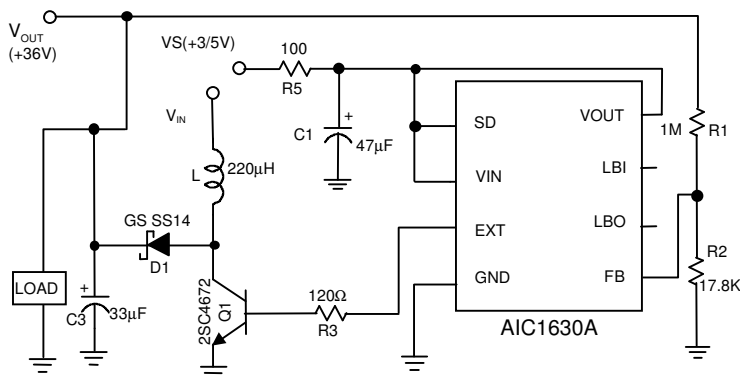 VOUT
(+36V)
VS(+3/5V)
100
R5
VIN
C1
+
47µF
L
220µH
GS SS14
D1
LOAD
+
C3
33µF
2SC4672
Q1
120Ω
R3
SD
VIN
EXT
GND
VOUT
LBI
LBO
FB
AIC1630A
1M
R1
R2
17.8K